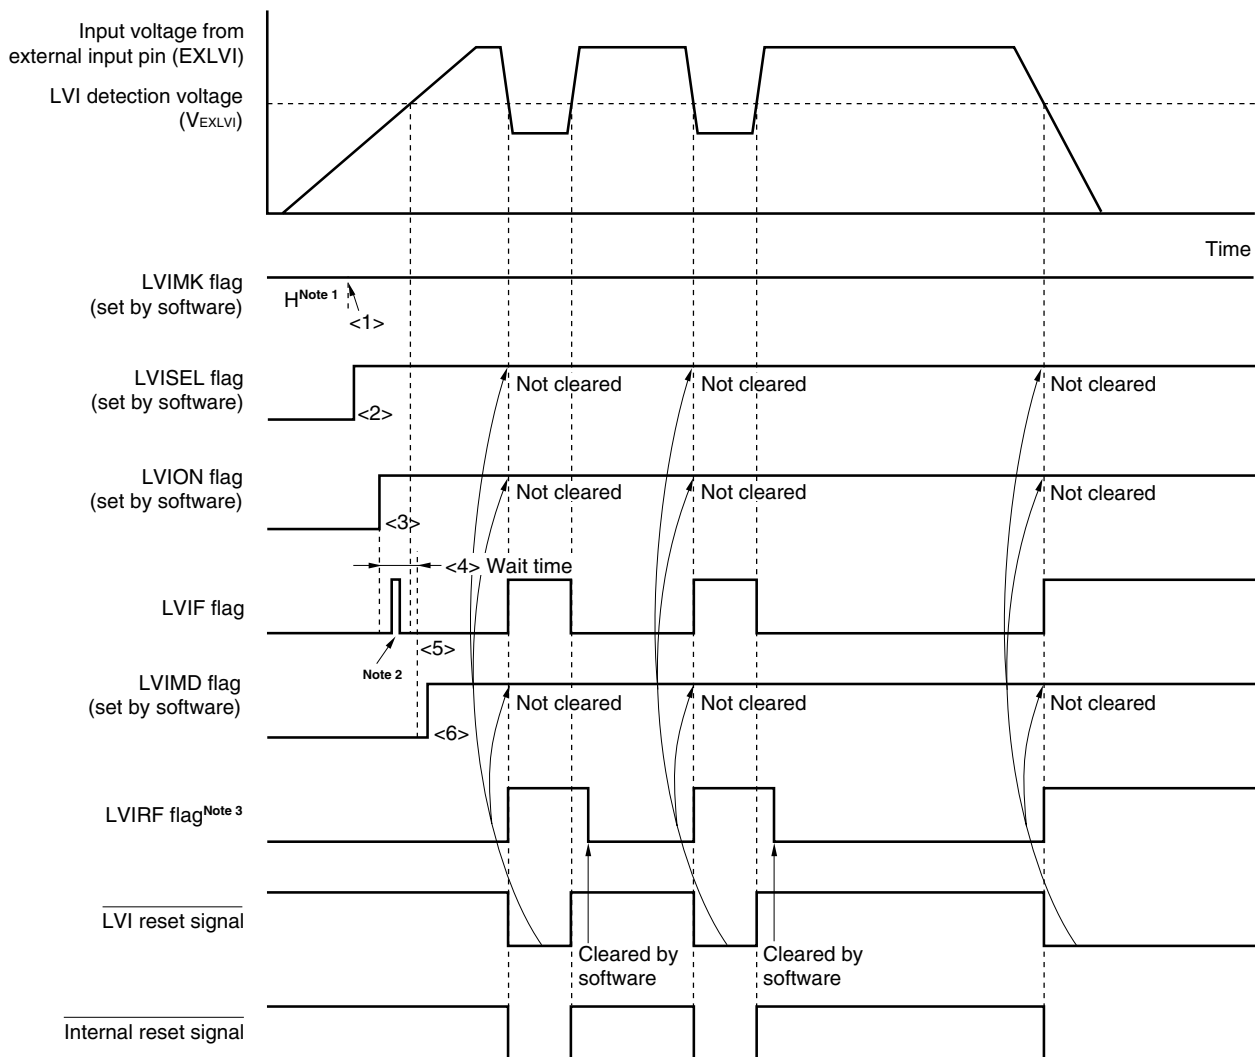 Input voltage from
external input pin (EXLVI)
LVI detection voltage
(VEXLVI)
Time
LVIMK flag
(set by software)
HNote 1
<1>
LVISEL flag
(set by software)
<2>
Not cleared
Not cleared
Not cleared
LVION flag
(set by software)
<3>
Not cleared
Not cleared
Not cleared
<4> Wait time
LVIF flag
Note 2
<5>
LVIMD flag
(set by software)
<6>
Not cleared
Not cleared
Not cleared
LVIRF flagNote 3
LVI reset signal
Cleared by
software
Cleared by
software
Internal reset signal